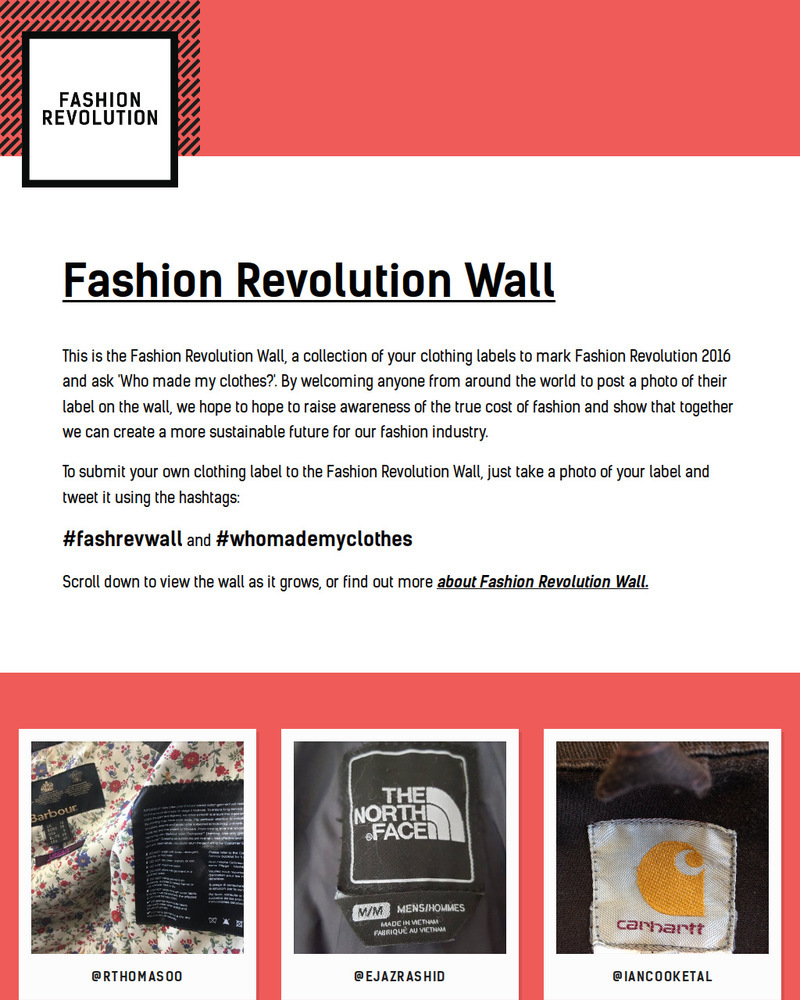 FASHION
REVOLUTION
Fashion Revolution Wall
This is the Fashion Revolution Wall, a collection of your clothing labels to mark Fashion Revolution 2016
and ask 'Who made my clothes?'. By welcoming anyone from around the world to post a photo of their
label on the wall, we hope to hope to raise awareness of the true cost of fashion and show that together
we can create a more sustainable future for our fashion industry.
To submit your own clothing label to the Fashion Revolution Wall, just take a photo of your label and
tweet it using the hashtags:
#fashrevwall and #whomademyclothes
Scroll down to view the wall as it grows, or find out more about Fashion Revolution Wall.
Barbour
THE
NORTH
FACE
M/M MENS/HOMMES
MADE IN VIETNAM
FABRIQUÉ AU VIETNAM
carhartt
@RTHOMASOO
@EJAZRASHID
@IANCOOKETAL